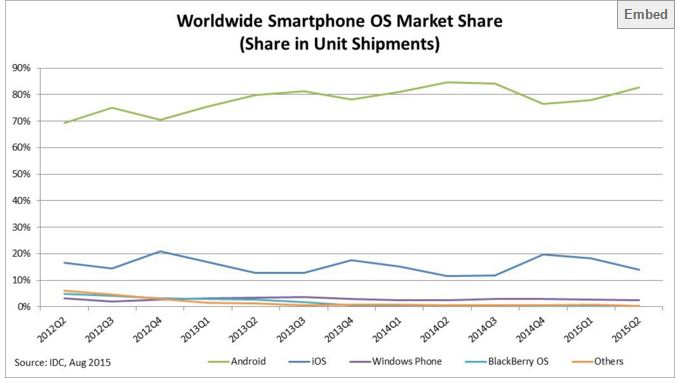 Worldwide Smartphone OS Market Share
(Share in Unit Shipments)
Embed
90%
80%
70%
60%
50%
40%
30%
20%
10%
0%
2012Q2 2012Q3 2012Q4 2013Q1 2013Q2 2013Q3 2013Q4 2014Q1 2014Q2 2014Q3 2014Q4 2015Q1 2015Q2
Source: IDC, Aug 2015 Android iOS Windows Phone BlackBerry OS Others